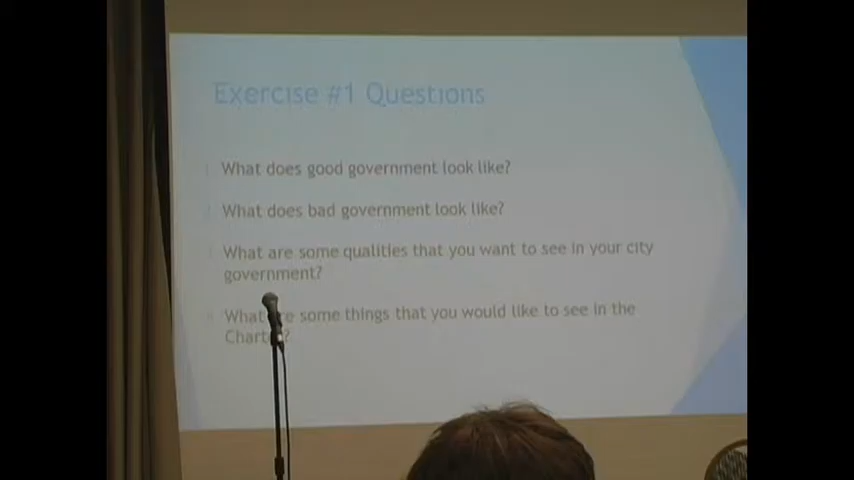 Exercise #1 Questions
What does good government look like?
What does bad government look like?
What are some qualities that you want to see in your city
government?
What are some things that you would like to see in the